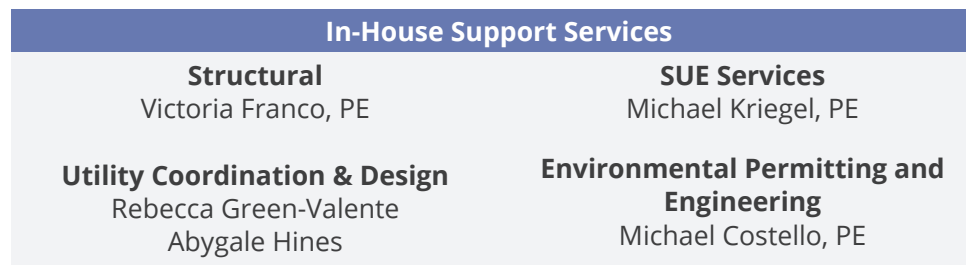 In-House Support Services
Structural
Victoria Franco, PE
SUE Services
Michael Kriegel, PE
Utility Coordination & Design
Rebecca Green-Valente
Abygale Hines
Environmental Permitting and
Engineering
Michael Costello, PE